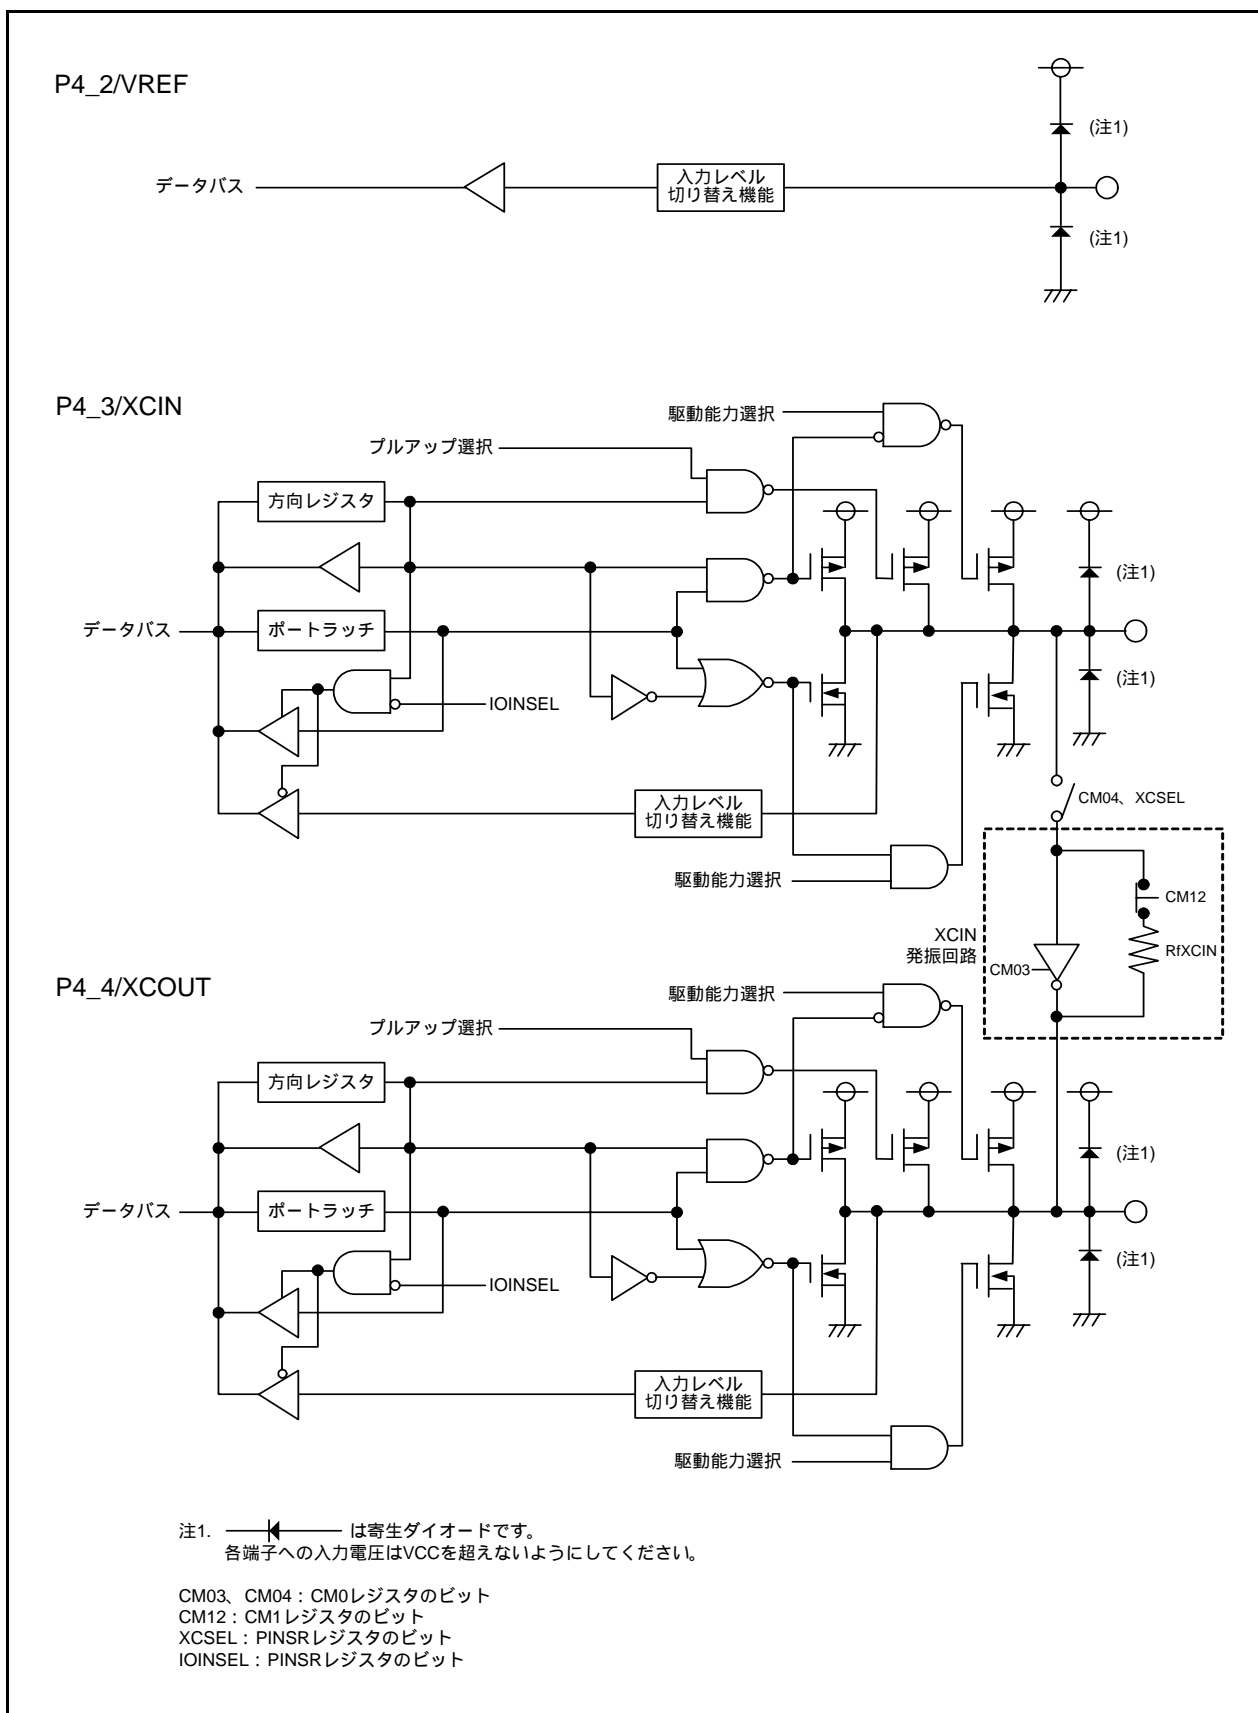 P4_2/VREF
(注1)
データバス
入力レベル
切り替え機能
(注1)
P4_3/XCIN
駆動能力選択
プルアップ選択
方向レジスタ
(注1)
データバス
ポートラッチ
IOINSEL
(注1)
入力レベル
切り替え機能
CM04、XCSEL
駆動能力選択
CM12
XCIN
発振回路
CM03
RfXCIN
P4_4/XCOUT
駆動能力選択
プルアップ選択
方向レジスタ
(注1)
データバス
ポートラッチ
IOINSEL
(注1)
入力レベル
切り替え機能
駆動能力選択
注1. は寄生ダイオードです。
各端子への入力電圧はVCCを超えないようにしてください。
CM03、CM04：CM0レジスタのビット
CM12：CM1レジスタのビット
XCSEL：PINSRレジスタのビット
IOINSEL：PINSRレジスタのビット